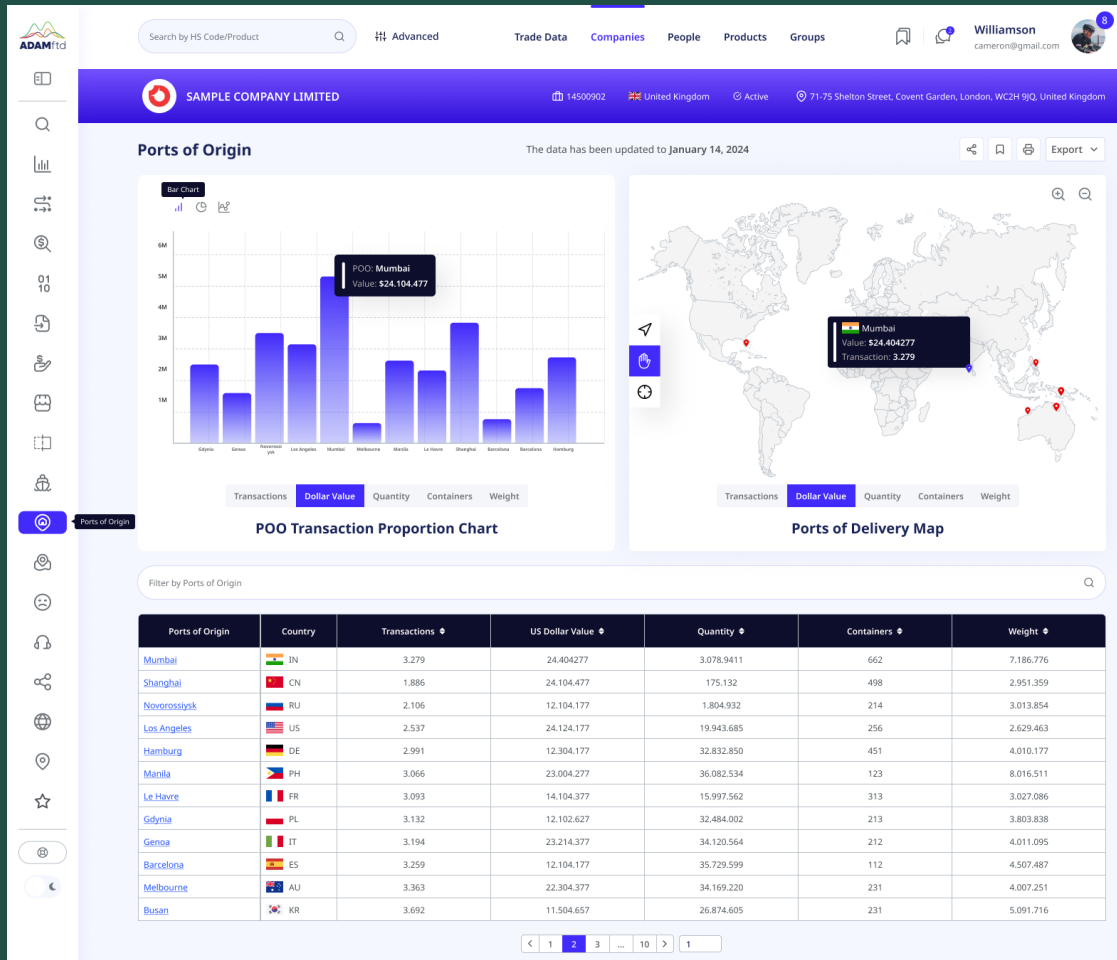 ADAMftd
Search by HS Code/Product
Advanced
Trade Data
Companies
People
Products
Groups
Williamson
cameron@gmail.com
8
SAMPLE COMPANY LIMITED
14500902
United Kingdom
Active
71-75 Shelton Street, Covent Garden, London, WC2H 9JQ, United Kingdom
Ports of Origin
The data has been updated to January 14, 2024
Export
01
10
Ports of Origin
Bar Chart
6M
5M
4M
3M
2M
1M
POO: Mumbai
Value: $24.104.477
Gdynia
Genoa
Novorossi
ysk
Los Angeles
Mumbai
Melbourne
Manila
Le Havre
Shanghai
Barcelona
Barcelona
Hamburg
Transactions
Dollar Value
Quantity
Containers
Weight
POO Transaction Proportion Chart
Mumbai
Value: $24.404277
Transaction: 3.279
Transactions
Dollar Value
Quantity
Containers
Weight
Ports of Delivery Map
Filter by Ports of Origin
Ports of Origin Country Transactions US Dollar Value Quantity Containers Weight
Mumbai IN 3.279 24.404277 3.078.9411 662 7.186.776
Shanghai CN 1.886 24.104.477 175.132 498 2.951.359
Novorossiysk RU 2.106 12.104.177 1.804.932 214 3.013.854
Los Angeles US 2.537 24.124.177 19.943.685 256 2.629.463
Hamburg DE 2.991 12.304.177 32.832.850 451 4.010.177
Manila PH 3.066 23.004.277 36.082.534 123 8.016.511
Le Havre FR 3.093 14.104.377 15.997.562 313 3.027.086
Gdynia PL 3.132 12.102.627 32.484.002 213 3.803.838
Genoa IT 3.194 23.214.377 34.120.564 212 4.011.095
Barcelona ES 3.259 12.104.177 35.729.599 112 4.507.487
Melbourne AU 3.363 22.304.377 34.169.220 231 4.007.251
Busan KR 3.692 11.504.657 26.874.605 231 5.091.716
1 2 3 ... 10 1